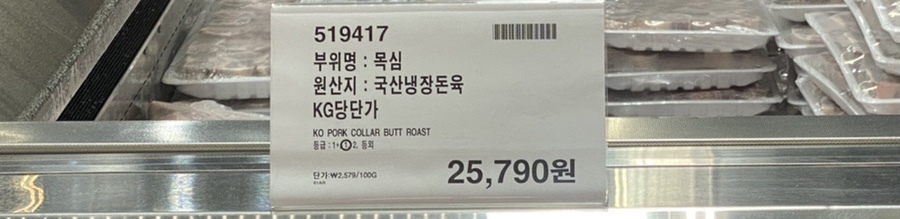 519417
부위명 : 목심
원산지 : 국산냉장돈육
KG당단가
KO PORK COLLAR BUTT ROAST
등급 : 1+, 1, 2, 등외
단가:₩2,579/100G
25,790원